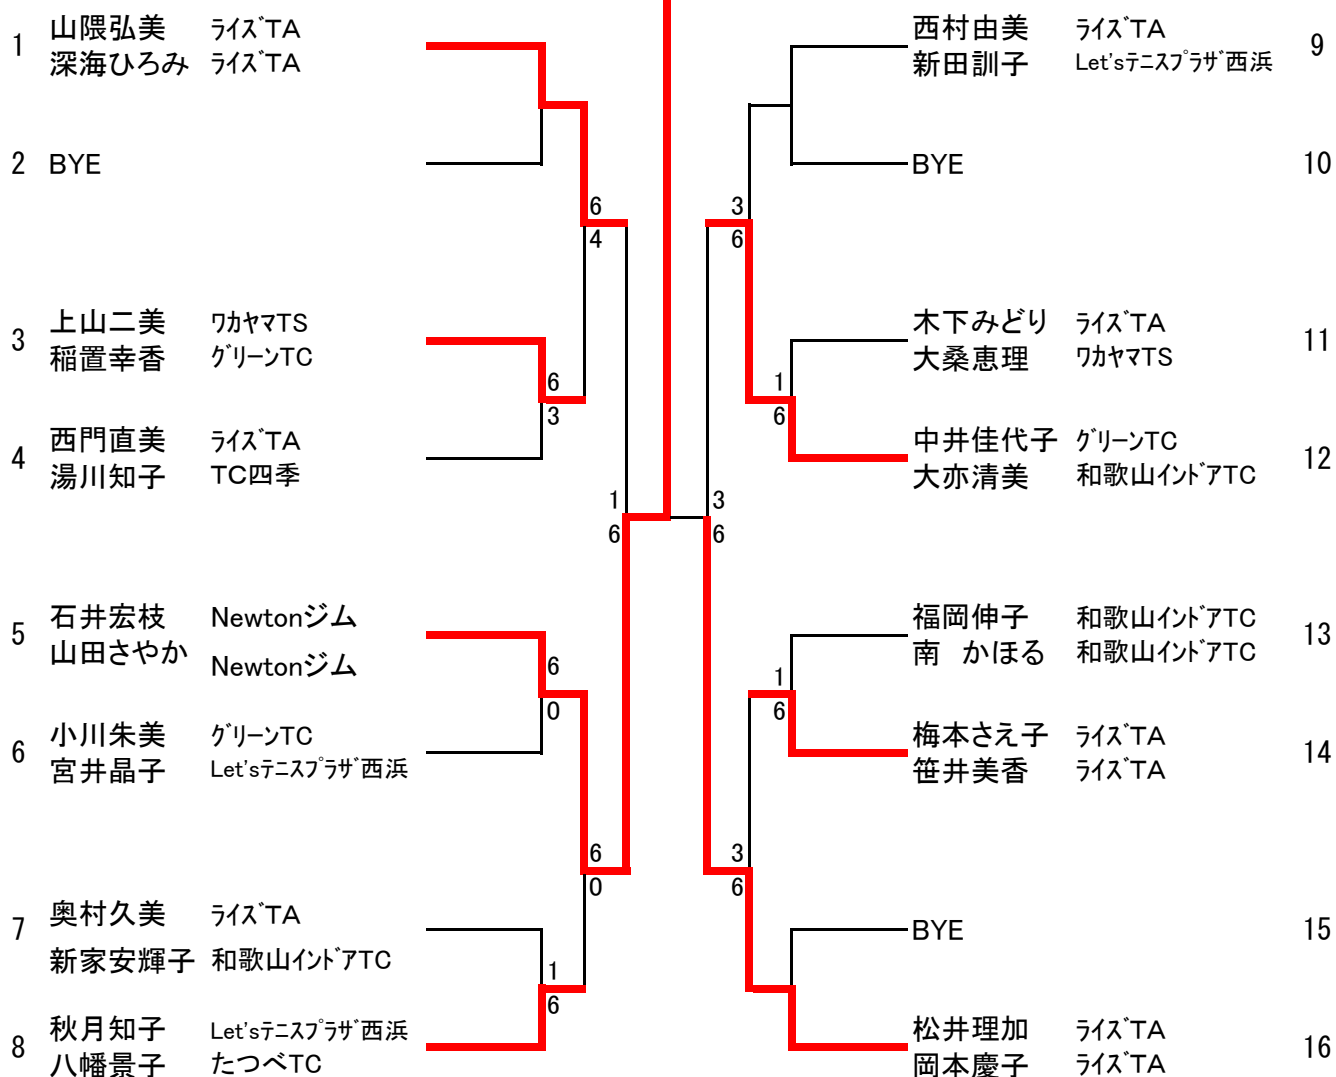 1 山隈弘美 ﾗｲｽﾞTA
深海ひろみ ﾗｲｽﾞTA
2 BYE
6
4
3 上山二美 ﾜｶﾔﾏTS
稲置幸香 ｸﾞﾘｰﾝTC
6
3
4 西門直美 ﾗｲｽﾞTA
湯川知子 TC四季
1
6
5 石井宏枝 Newtonジム
山田さやか Newtonジム
6
0
6 小川朱美 ｸﾞﾘｰﾝTC
宮井晶子 Let'sﾃﾆｽﾌﾟﾗｻﾞ西浜
6
0
7 奥村久美 ﾗｲｽﾞTA
新家安輝子 和歌山ｲﾝﾄﾞｱTC
1
6
8 秋月知子 Let'sﾃﾆｽﾌﾟﾗｻﾞ西浜
八幡景子 たつべTC
西村由美 ﾗｲｽﾞTA 9
新田訓子 Let'sﾃﾆｽﾌﾟﾗｻﾞ西浜
BYE 10
3
6
木下みどり ﾗｲｽﾞTA 11
大桑恵理 ﾜｶﾔﾏTS
1
6
中井佳代子 ｸﾞﾘｰﾝTC 12
大亦清美 和歌山ｲﾝﾄﾞｱTC
3
6
福岡伸子 和歌山ｲﾝﾄﾞｱTC 13
南 かほる 和歌山ｲﾝﾄﾞｱTC
1
6
梅本さえ子 ﾗｲｽﾞTA 14
笹井美香 ﾗｲｽﾞTA
3
6
BYE 15
松井理加 ﾗｲｽﾞTA 16
岡本慶子 ﾗｲｽﾞTA